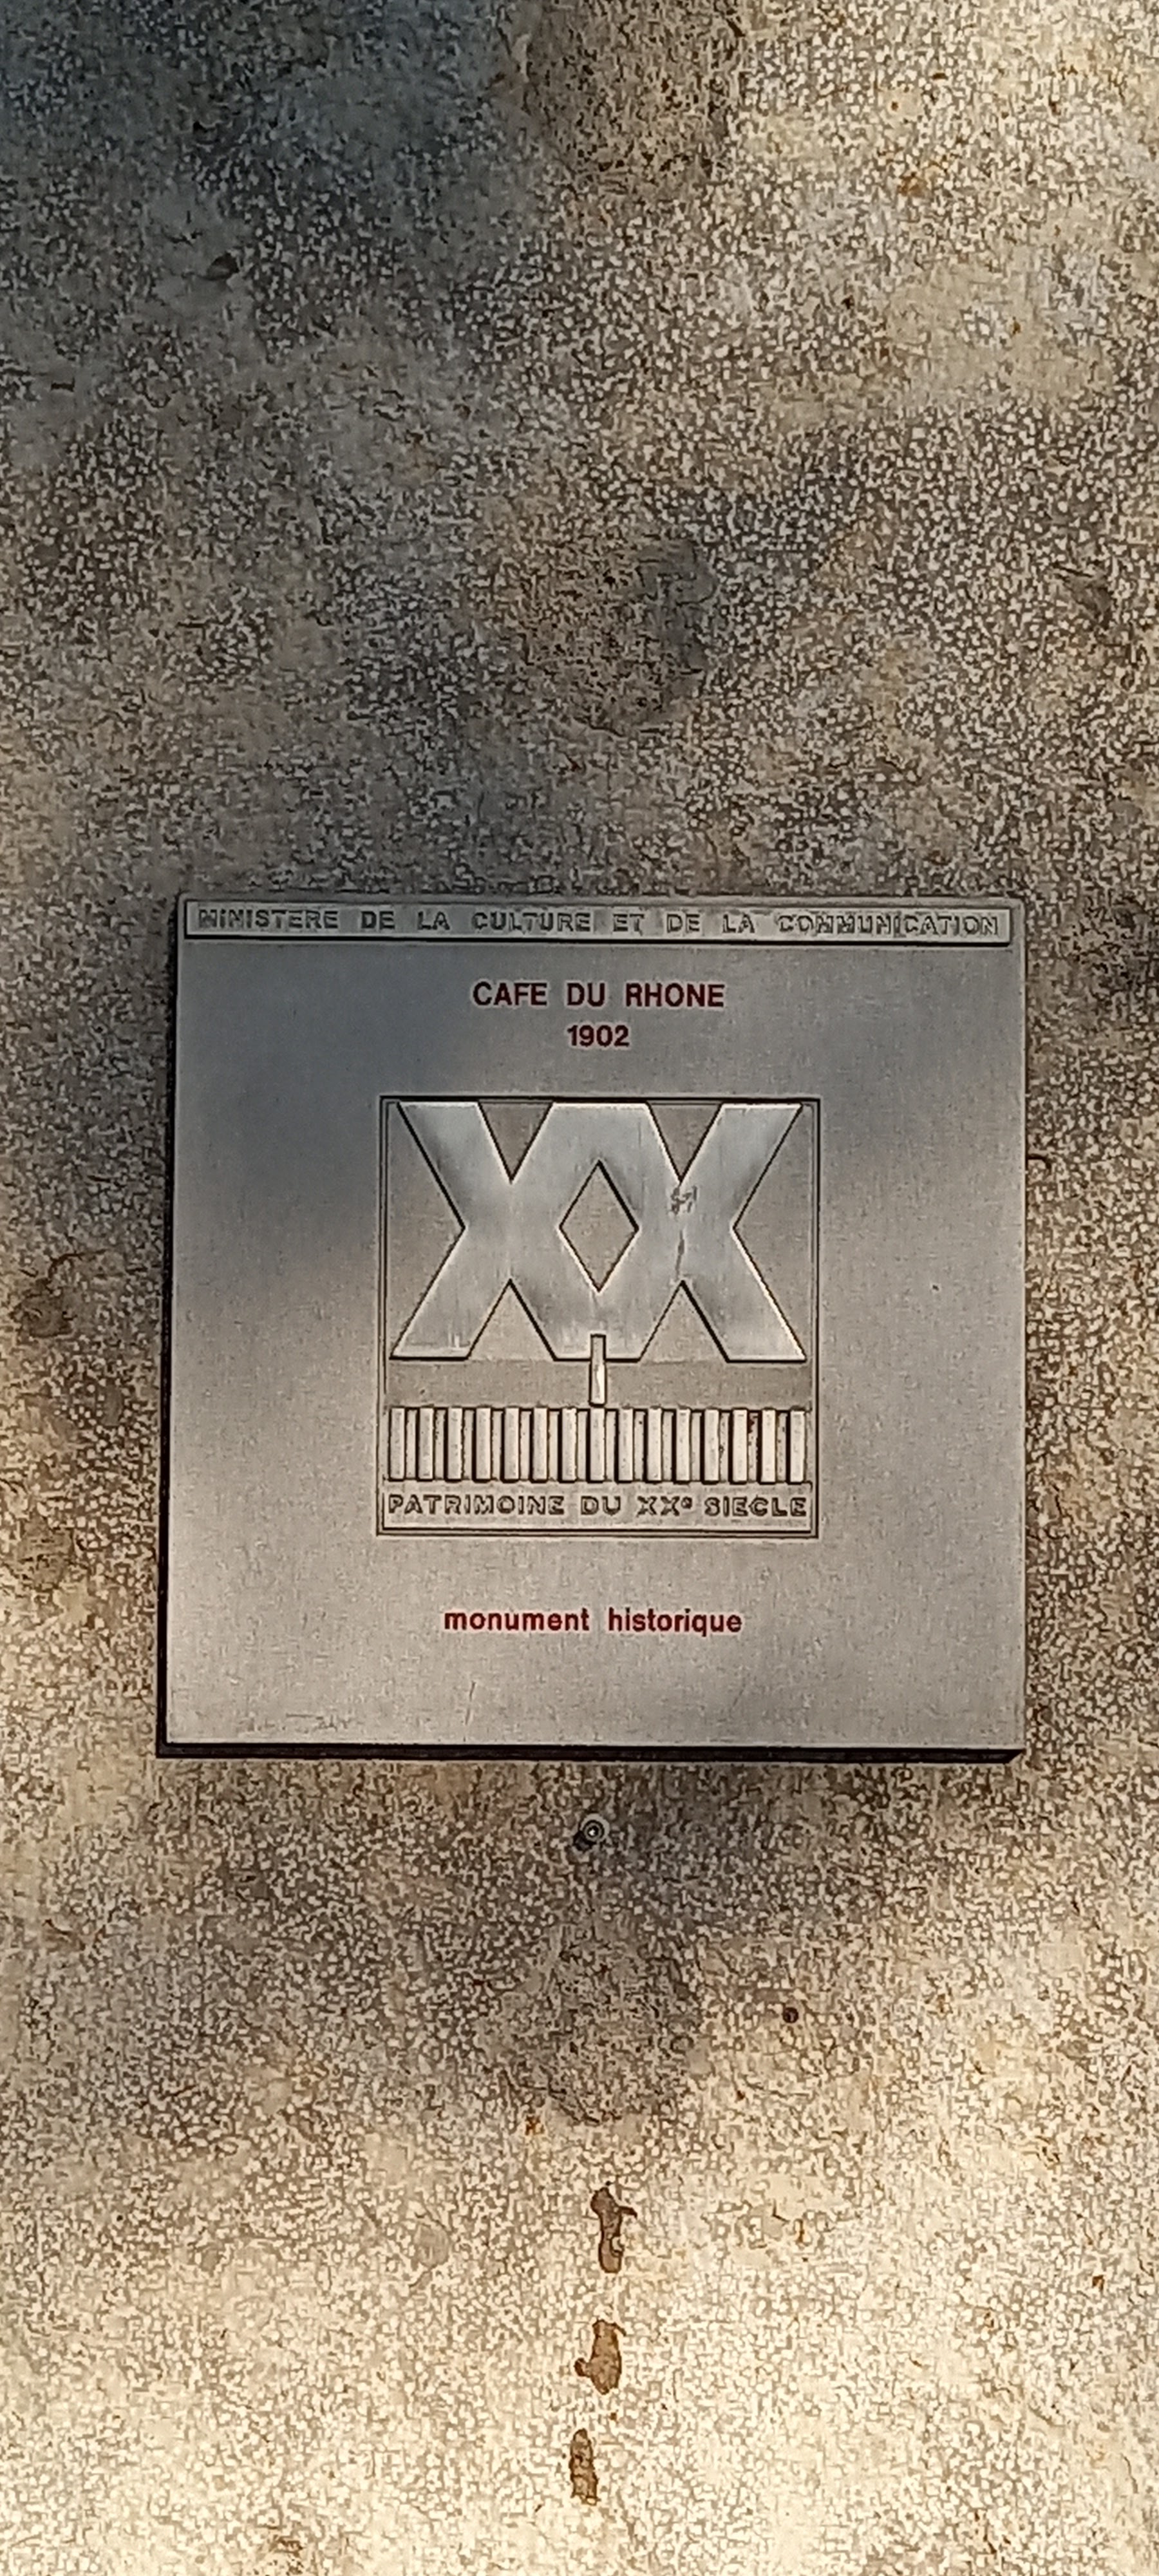 MINISTERE DE LA CULTURE ET DE LA COMMUNICATION
CAFE DU RHONE
1902
XX
PATRIMOINE DU XXe SIECLE
monument historique